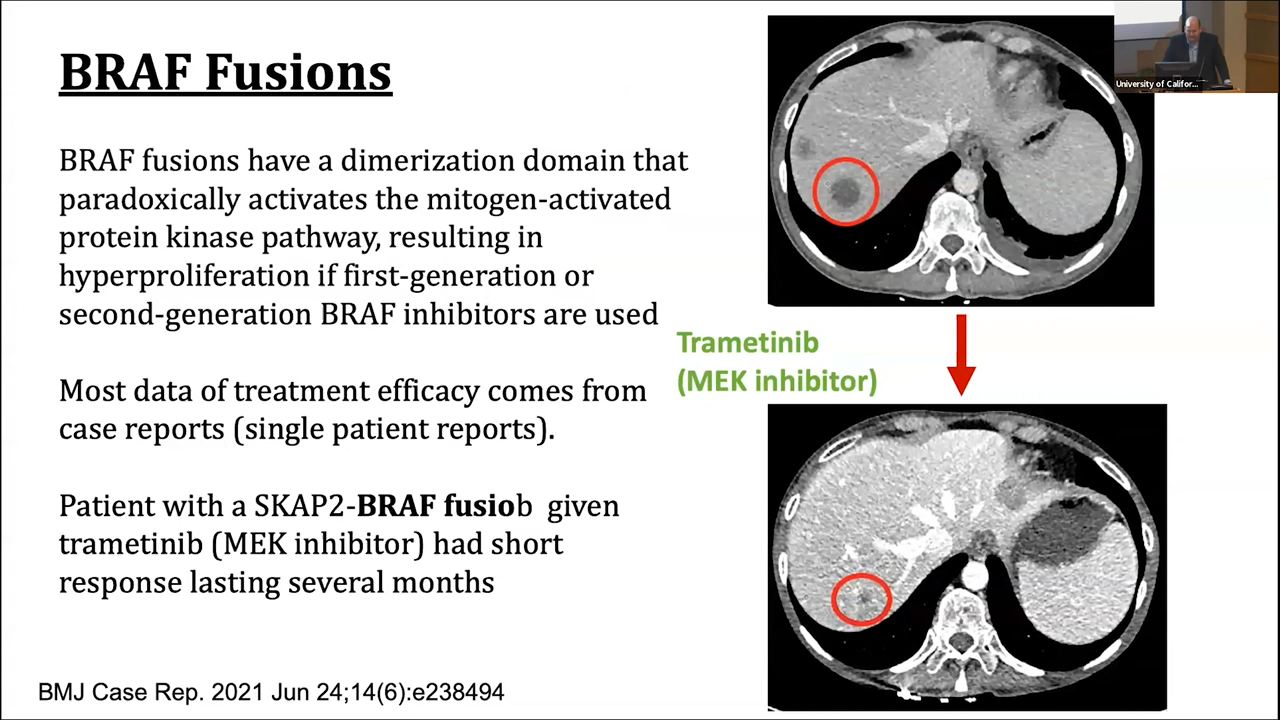 BRAF Fusions
BRAF fusions have a dimerization domain that
paradoxically activates the mitogen-activated
protein kinase pathway, resulting in
hyperproliferation if first-generation or
second-generation BRAF inhibitors are used
Most data of treatment efficacy comes from
case reports (single patient reports).
Patient with a SKAP2-BRAF fusiob given
trametinib (MEK inhibitor) had short
response lasting several months
BMJ Case Rep. 2021 Jun 24;14(6):e238494
Trametinib
(MEK inhibitor)
University of Califor...